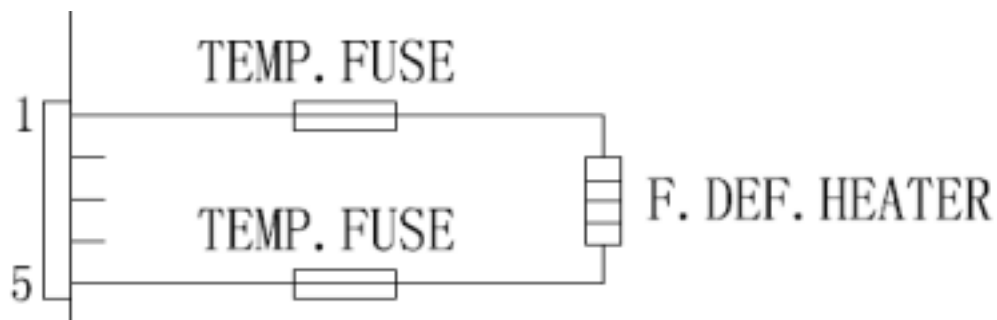 TEMP. FUSE
1
F. DEF. HEATER
TEMP. FUSE
5